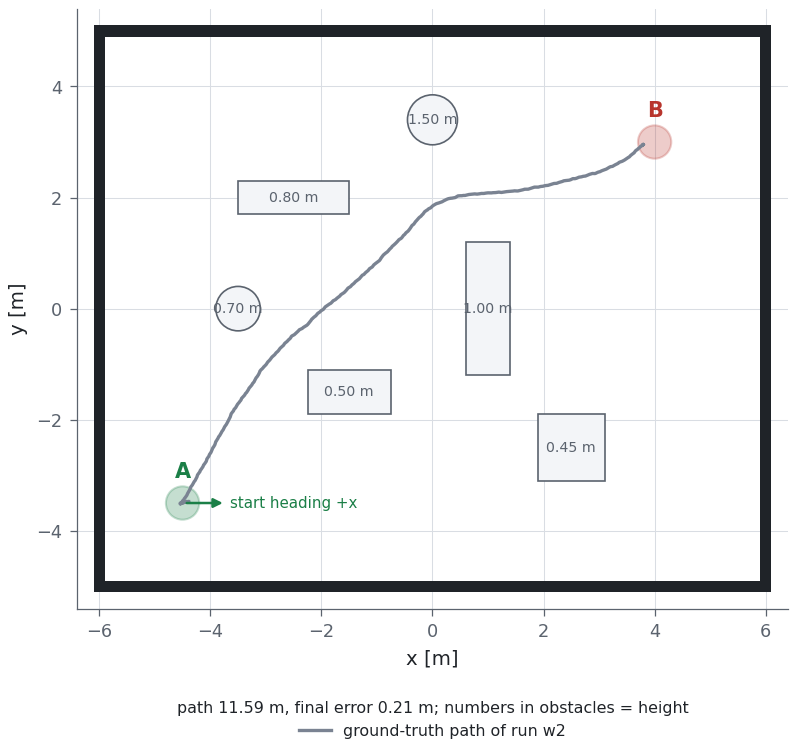 4
2
0
−2
−4
−6
−4
−2
0
2
4
6
y [m]
x [m]
1.50 m
B
0.80 m
0.70 m
1.00 m
0.50 m
0.45 m
A
start heading +x
path 11.59 m, final error 0.21 m; numbers in obstacles = height
ground-truth path of run w2